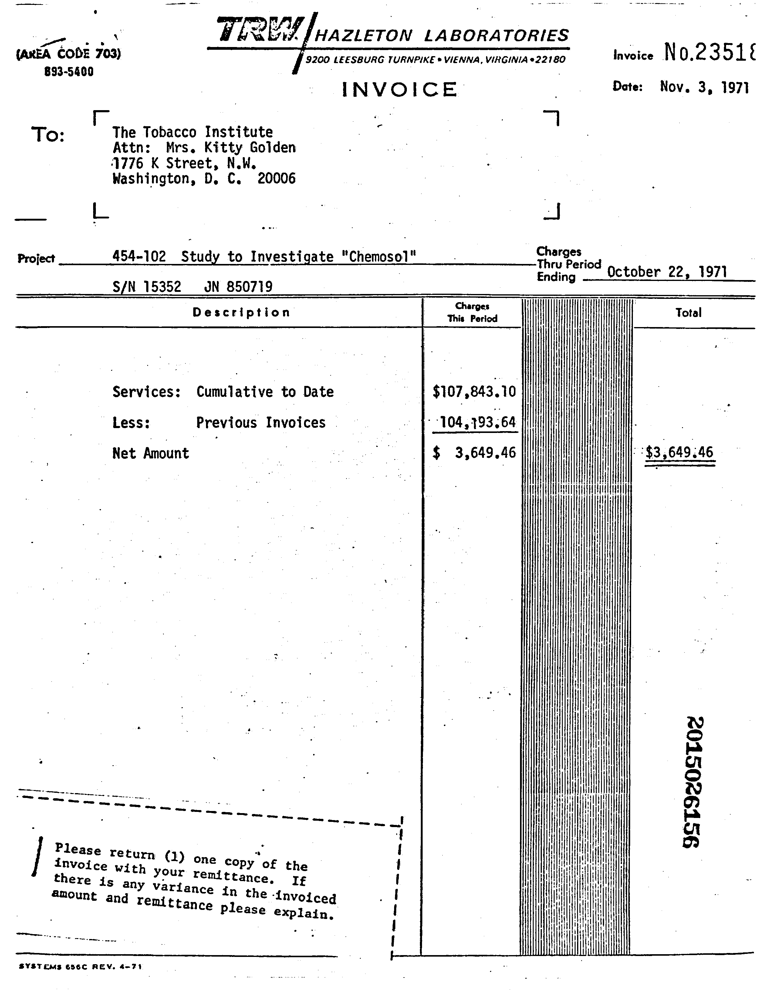 TRW HAZLETON LABORATORIES
(AREA CODE 703)
893-5400
9200 LEESBURG TURNPIKE • VIENNA, VIRGINIA • 22180
INVOICE
Invoice No.23518
Date: Nov. 3, 1971
To:
The Tobacco Institute
Attn: Mrs. Kitty Golden
1776 K Street, N.W.
Washington, D. C. 20006
Project 454-102 Study to Investigate "Chemosol"
S/N 15352 JN 850719
Charges
Thru Period
Ending October 22, 1971
Description Charges This Period Total
Services: Cumulative to Date $107,843.10
Less: Previous Invoices 104,193.64
Net Amount $ 3,649.46 $3,649.46
2015026156
Please return (1) one copy of the
invoice with your remittance. If
there is any variance in the invoiced
amount and remittance please explain.
SYSTEMS 656C REV. 4-71